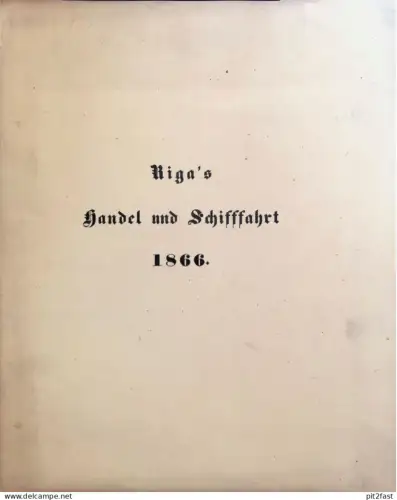 Riga's
Handel und Schifffahrt
1866.
www.delcampe.net
pit2fast